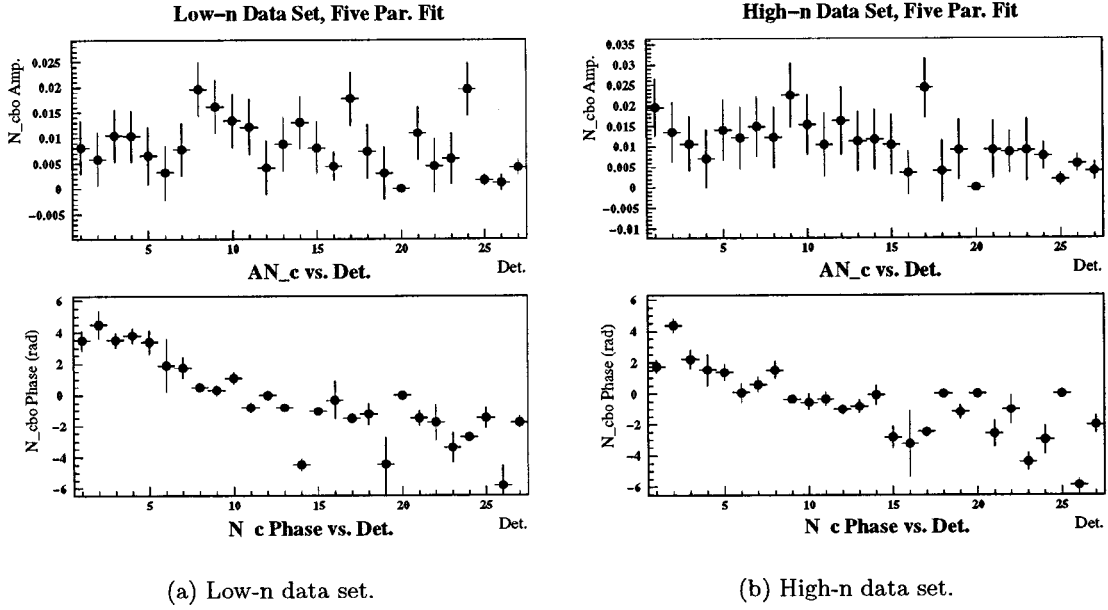 Low-n Data Set, Five Par. Fit
N_cbo Amp.
0.025
0.02
0.015
0.01
0.005
0
-0.005
5 10 15 20 25
AN_c vs. Det.
Det.
N_cbo Phase (rad)
6
4
2
0
-2
-4
-6
5 10 15 20 25
N c Phase vs. Det.
Det.
(a) Low-n data set.
High-n Data Set, Five Par. Fit
N_cbo Amp.
0.035
0.03
0.025
0.02
0.015
0.01
0.005
0
-0.005
-0.01
5 10 15 20 25
AN_c vs. Det.
Det.
N_cbo Phase (rad)
6
4
2
0
-2
-4
-6
5 10 15 20 25
N c Phase vs. Det.
Det.
(b) High-n data set.